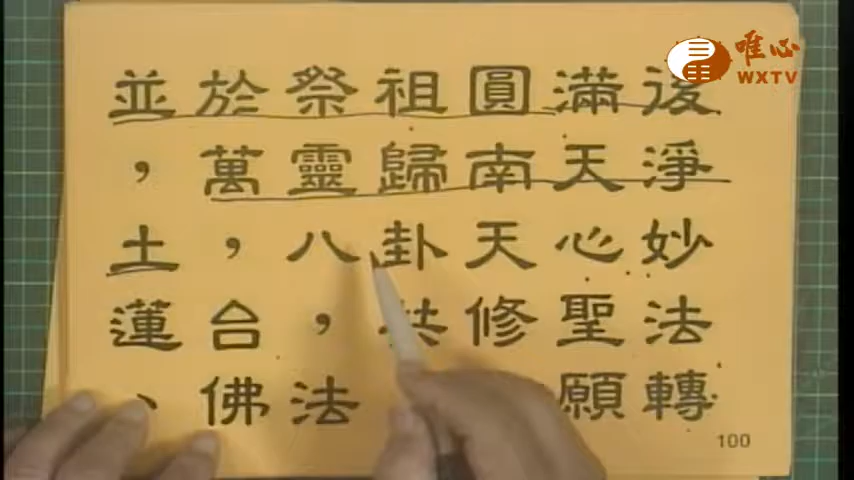 唯心
WXTV
並於祭祖圓滿後
，萬靈歸南天淨
土，八卦天心妙
蓮台，共修聖法
、佛法 願轉
100